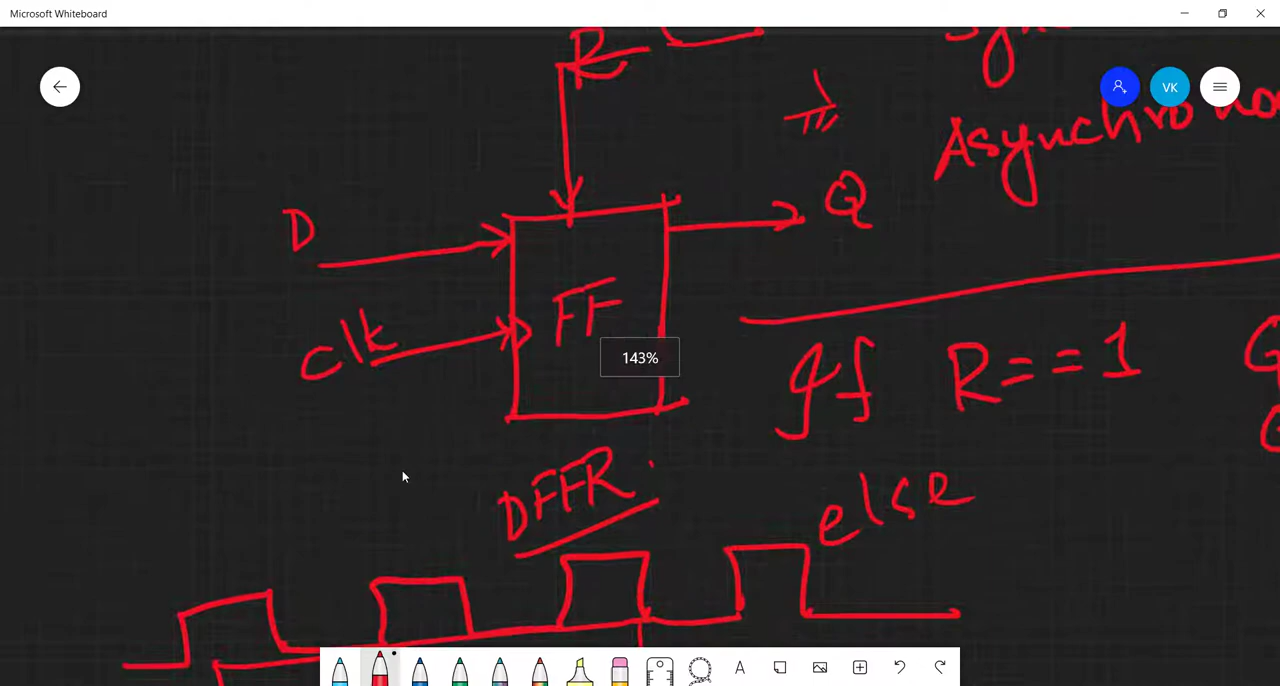 Microsoft Whiteboard
R
VK
Asynchrono
D
Q
clk
FF
143%
If R==1
DFFR
else
A